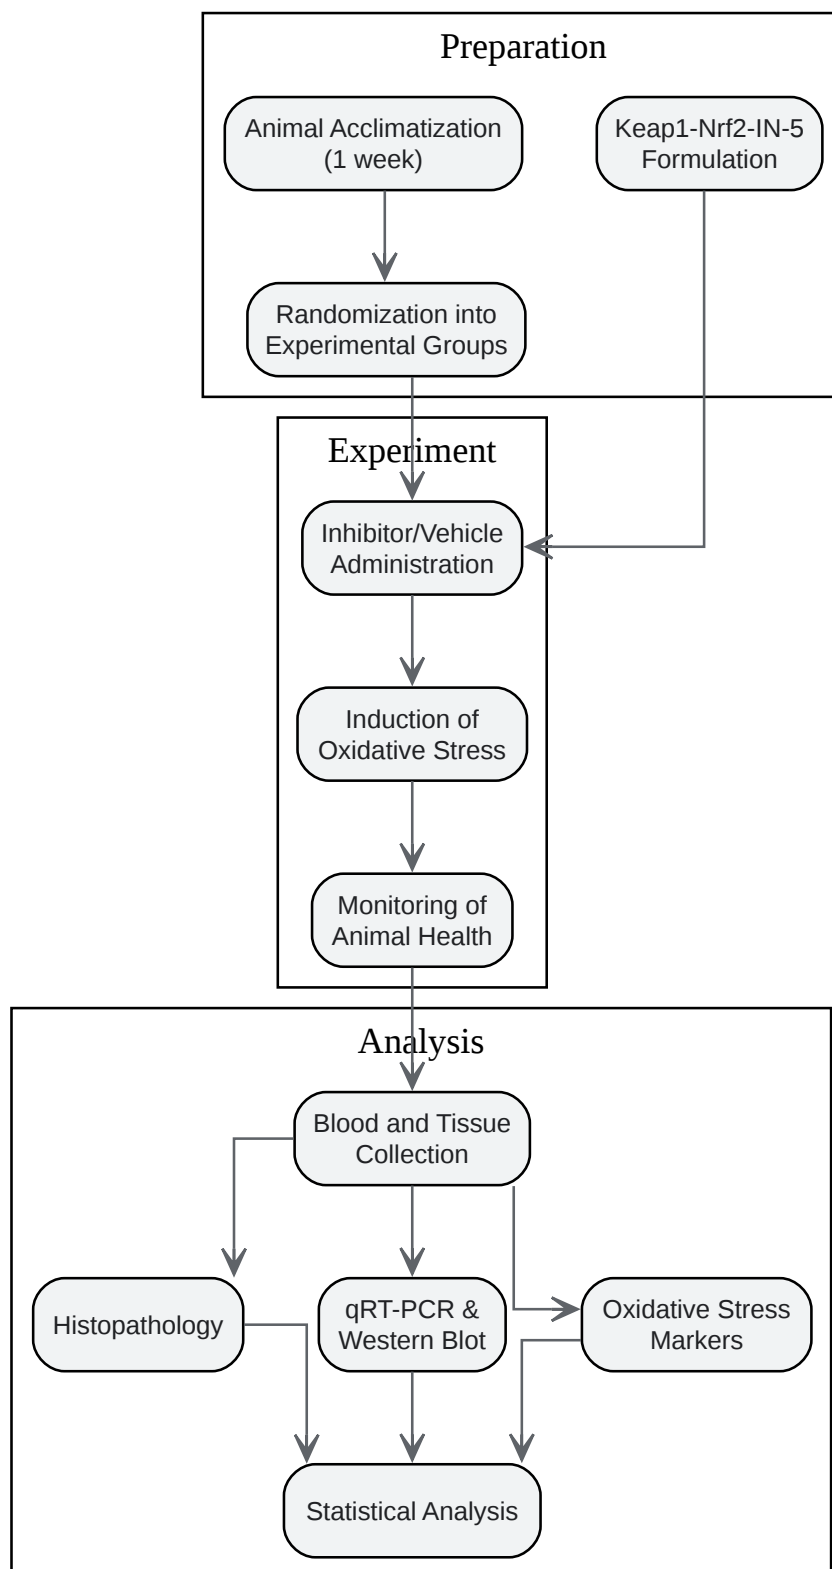 Preparation
Animal Acclimatization
(1 week)
Keap1-Nrf2-IN-5
Formulation
Randomization into
Experimental Groups
Experiment
Inhibitor/Vehicle
Administration
Induction of
Oxidative Stress
Monitoring of
Animal Health
Analysis
Blood and Tissue
Collection
Histopathology
qRT-PCR &
Western Blot
Oxidative Stress
Markers
Statistical Analysis